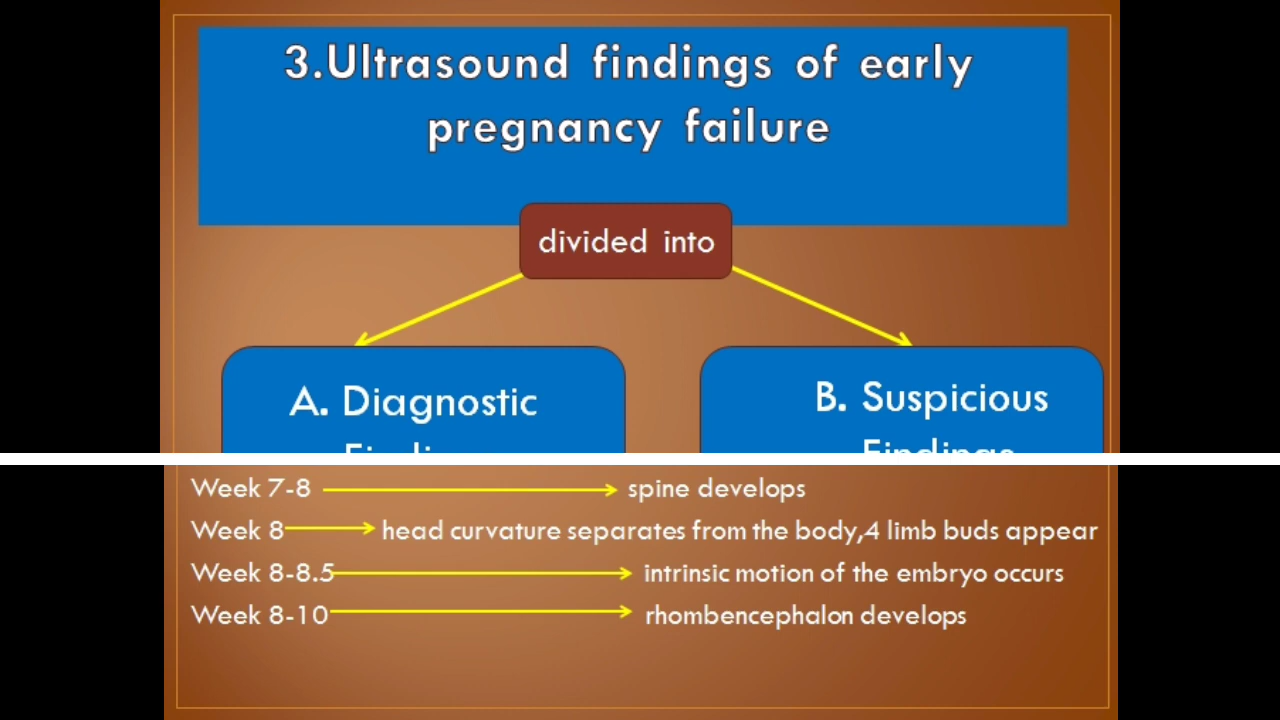 3.Ultrasound findings of early
pregnancy failure
divided into
A. Diagnostic
B. Suspicious
Findings
Week 7-8 spine develops
Week 8 head curvature separates from the body,4 limb buds appear
Week 8-8.5 intrinsic motion of the embryo occurs
Week 8-10 rhombencephalon develops